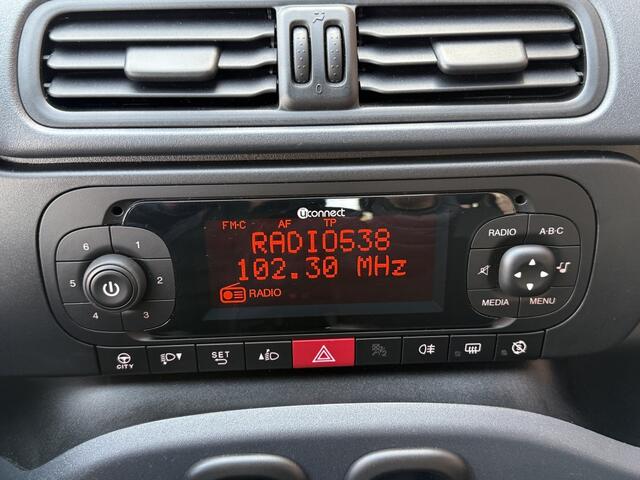 0
Uconnect
FM-C AF TP
RADIO538
102.30 MHz
RADIO
6 1
5 2
4 3
RADIO A-B-C
MEDIA MENU
CITY
SET